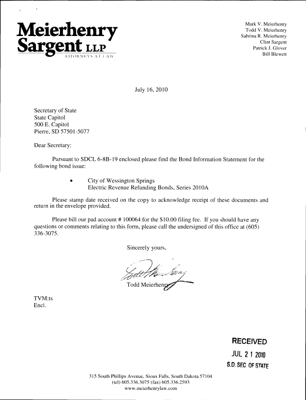 Meierhenry
Sargent LLP
ATTORNEYS AT LAW
Mark V. Meierhenry
Todd V. Meierhenry
Sabrina R. Meierhenry
Clint Sargent
Patrick J. Glover
Bill Blewett
July 16, 2010
Secretary of State
State Capitol
500 E. Capitol
Pierre, SD 57501-5077
Dear Secretary:
Pursuant to SDCL 6-8B-19 enclosed please find the Bond Information Statement for the
following bond issue:
• City of Wessington Springs
Electric Revenue Refunding Bonds, Series 2010A
Please stamp date received on the copy to acknowledge receipt of these documents and
return in the envelope provided.
Please bill our pad account # 100064 for the $10.00 filing fee. If you should have any
questions or comments relating to this form, please call the undersigned of this office at (605)
336-3075.
Sincerely yours,
Todd Meierhenry
TVM:ts
Encl.
RECEIVED
JUL 21 2010
S.D. SEC OF STATE
315 South Phillips Avenue, Sioux Falls, South Dakota 57104
(tel) 605.336.3075 (fax) 605.336.2593
www.meierhenrylaw.com